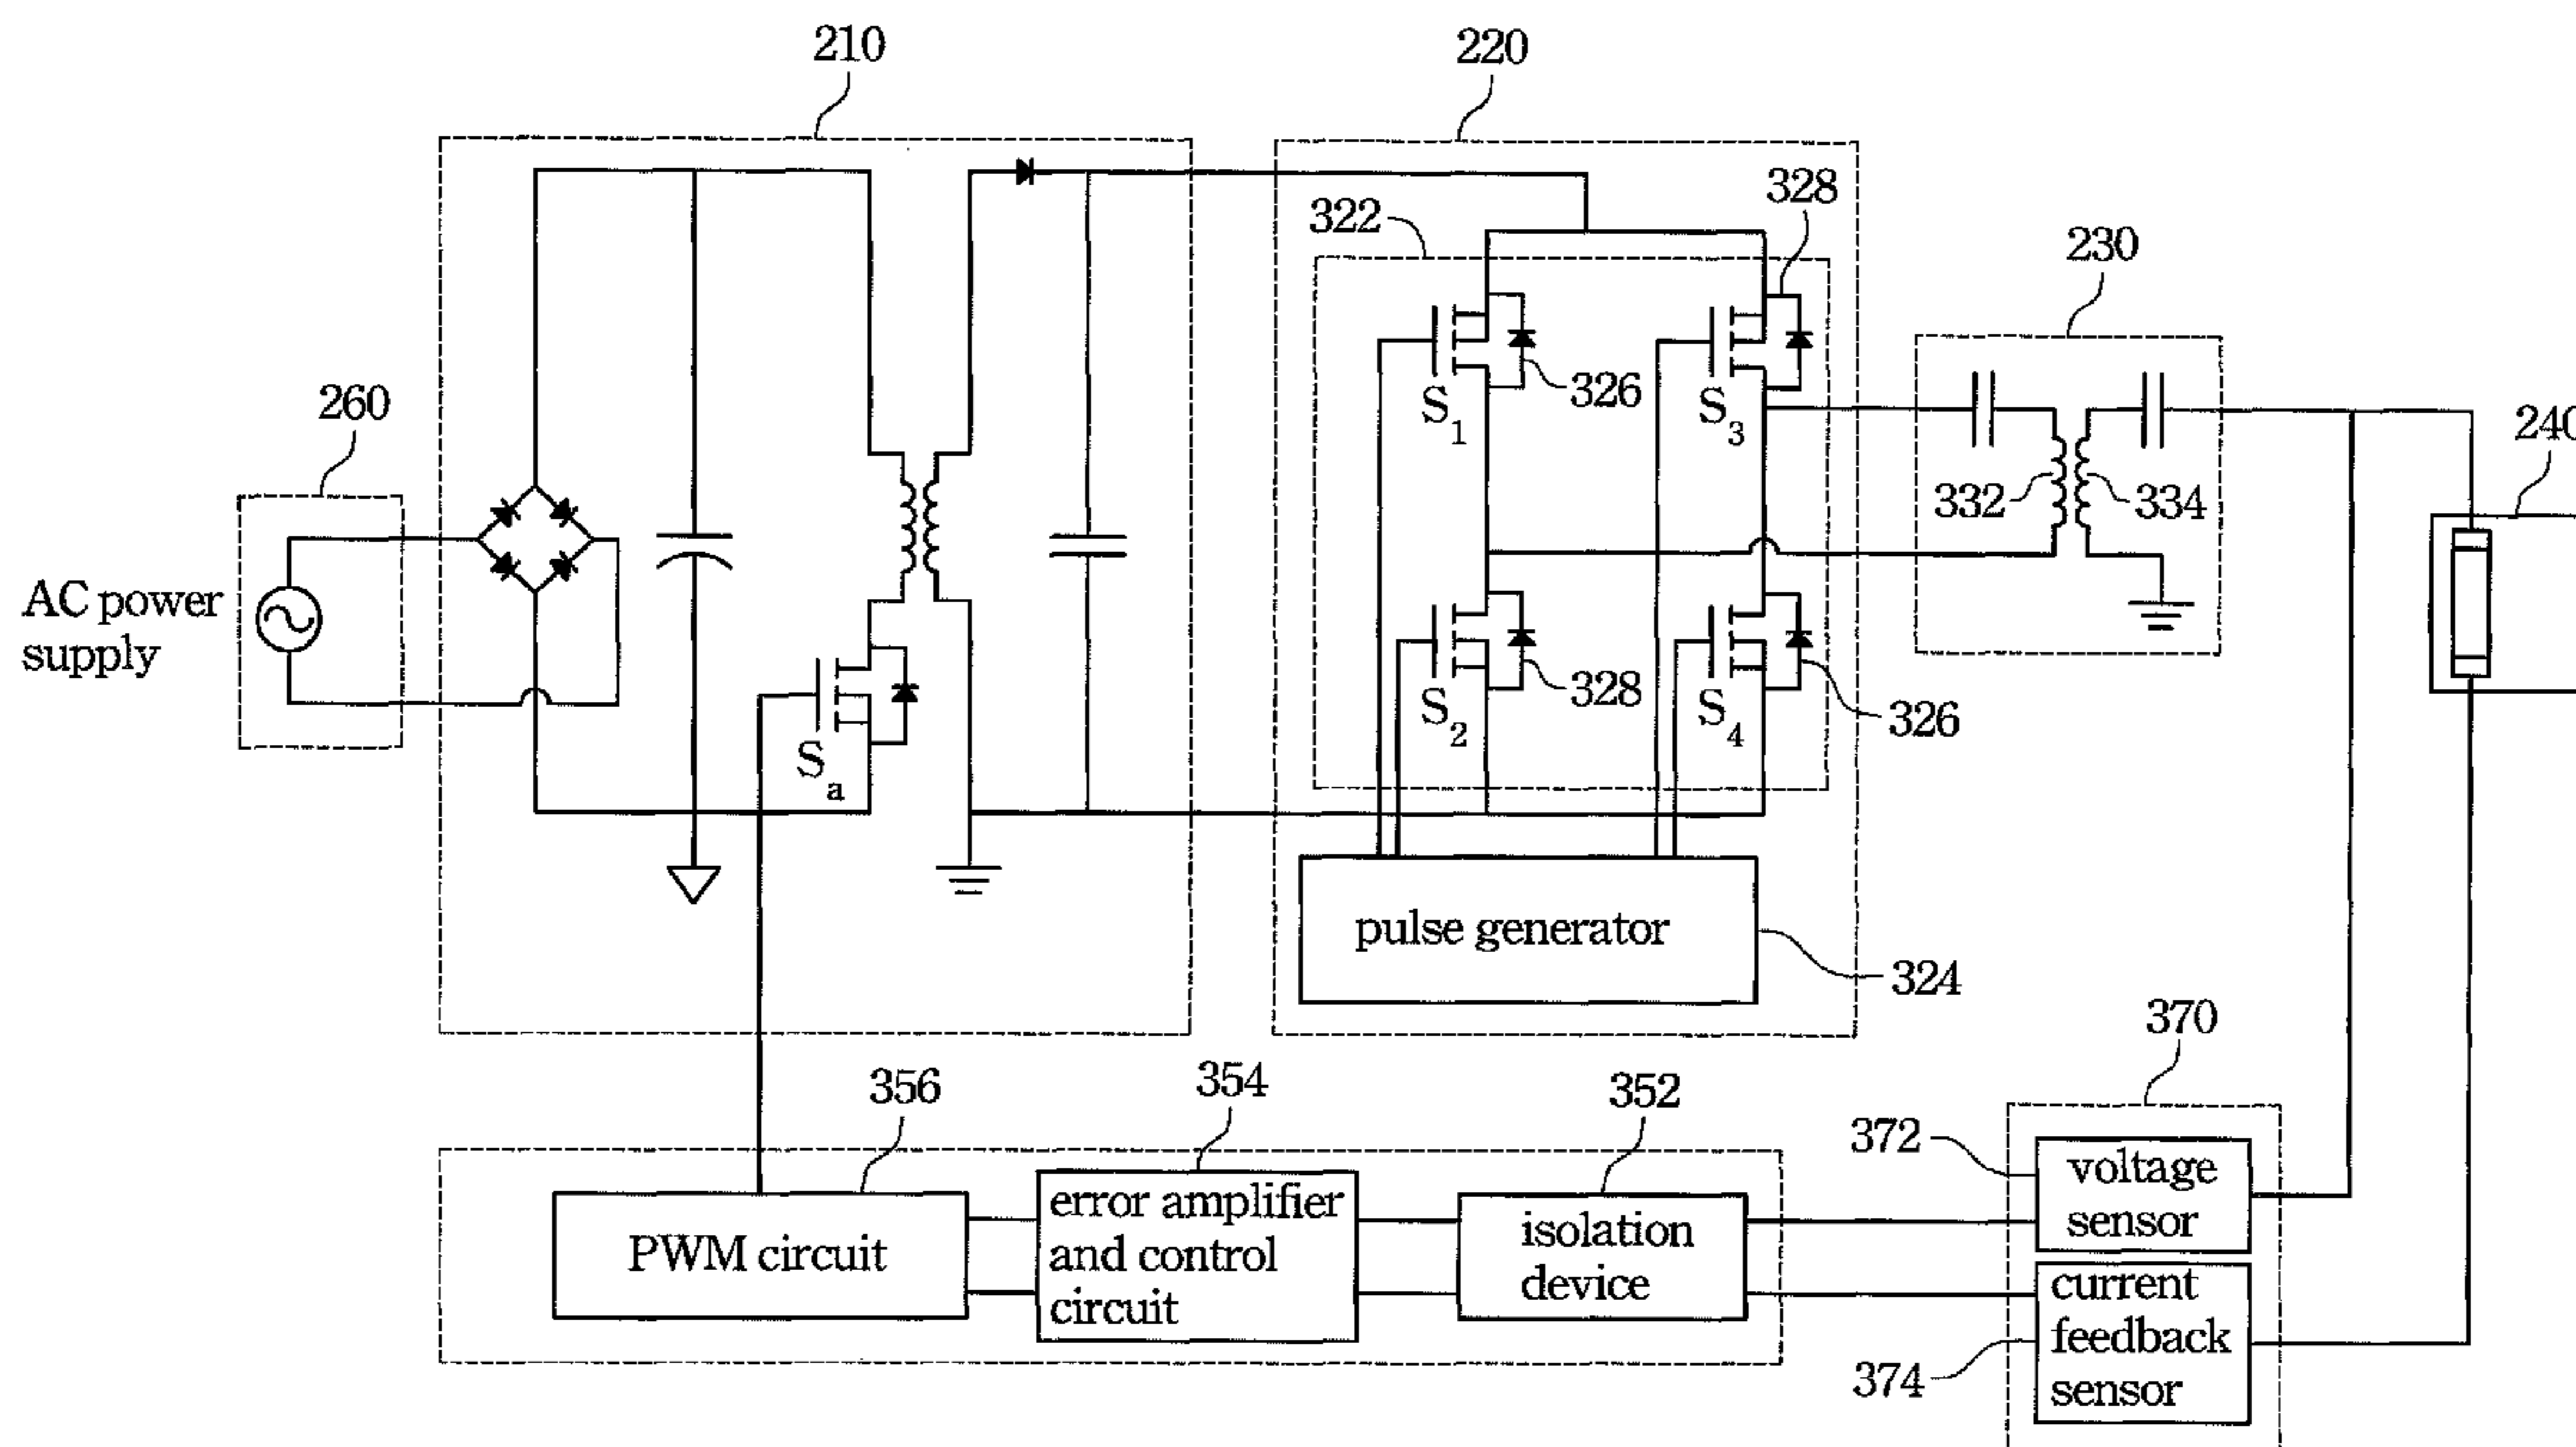 210
220
328
322
230
260
326
S1
S3
240
332
334
AC power
supply
328
326
S2
S4
Sa
pulse generator
324
370
356
354
352
372
voltage
sensor
error amplifier
and control
circuit
PWM circuit
isolation
device
current
feedback
sensor
374